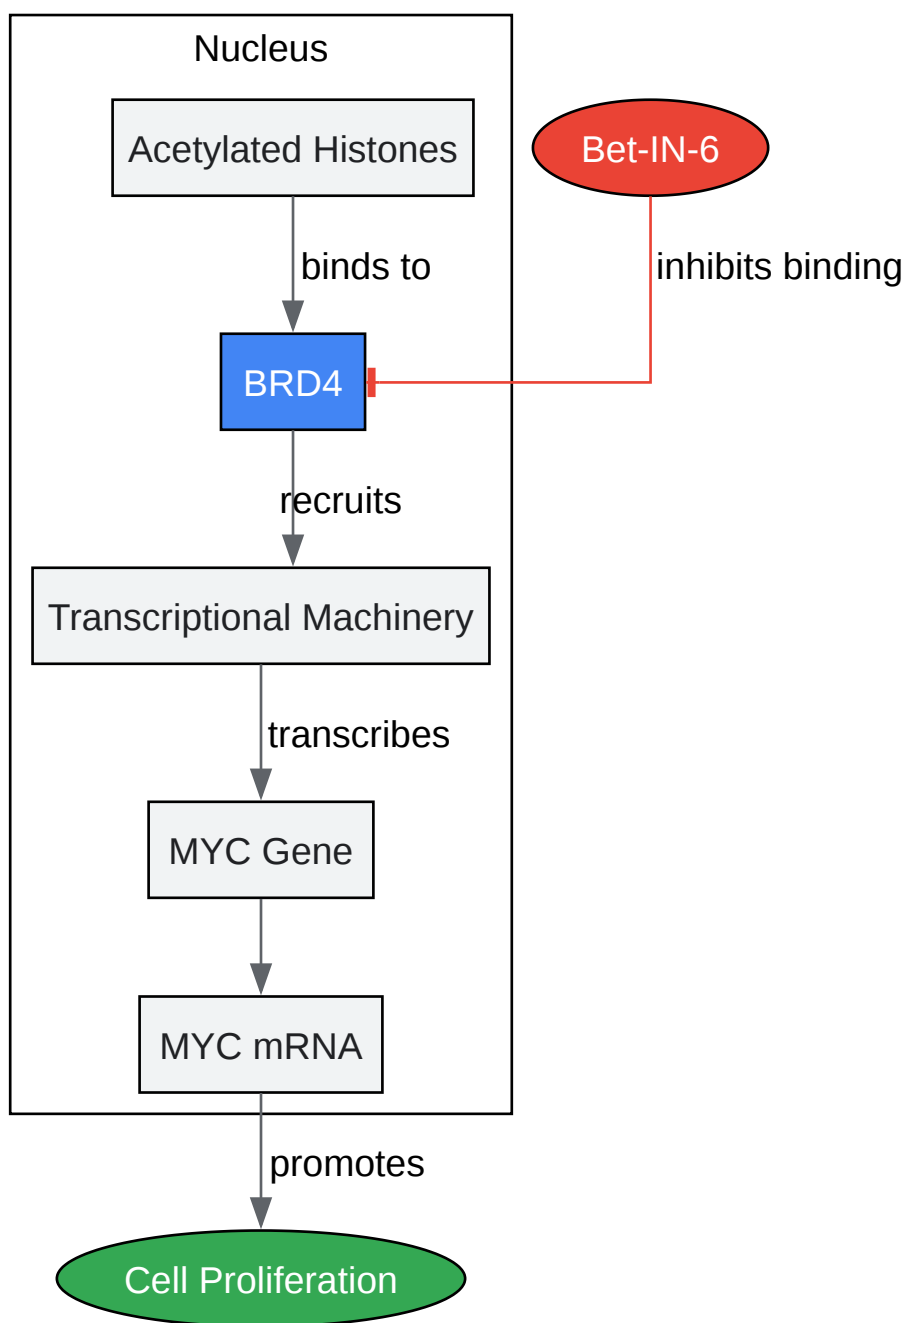 Nucleus
Acetylated Histones
Bet-IN-6
binds to
inhibits binding
BRD4
recruits
Transcriptional Machinery
transcribes
MYC Gene
MYC mRNA
promotes
Cell Proliferation